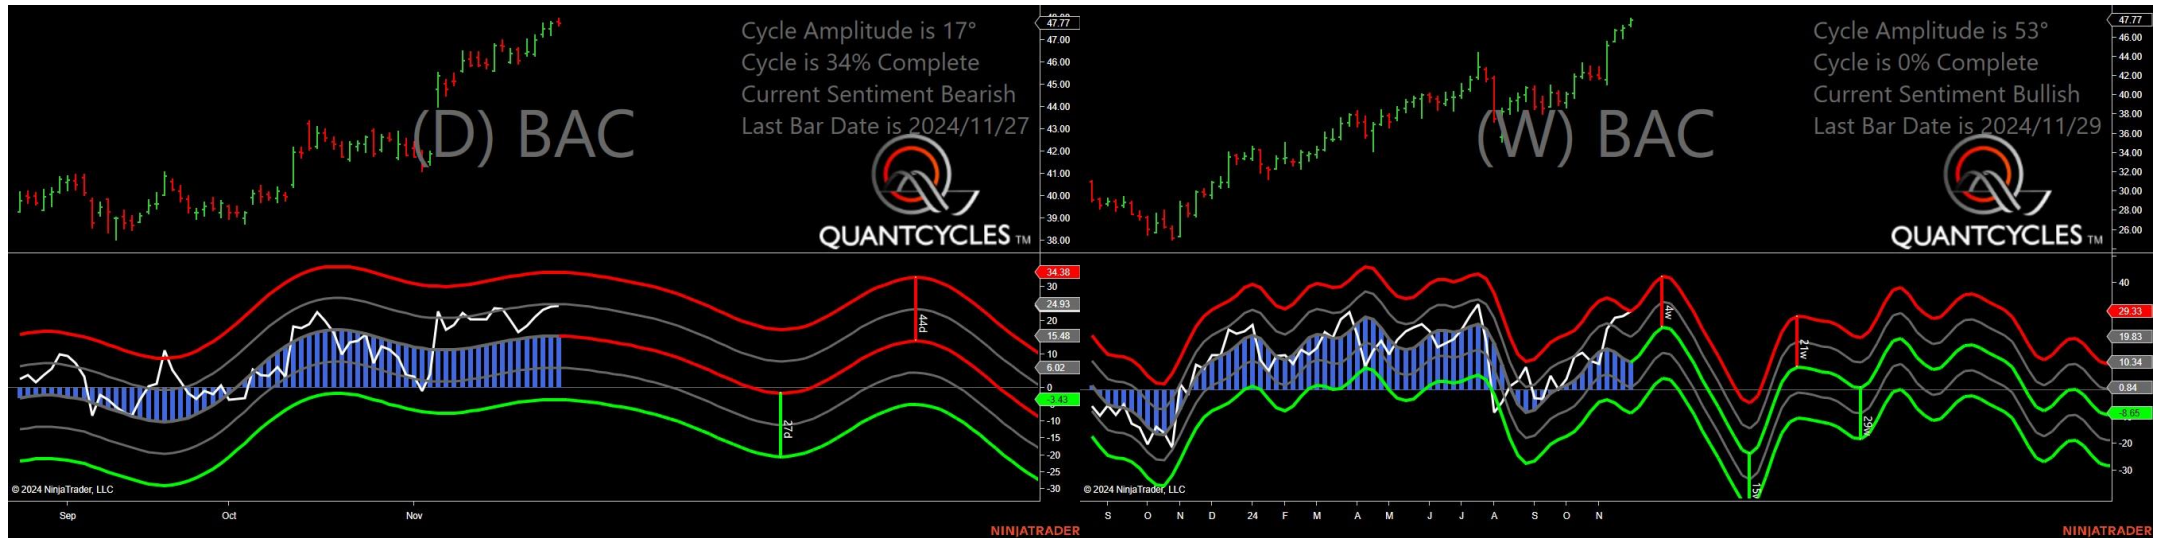 Cycle Amplitude is 17°
Cycle is 34% Complete
Current Sentiment Bearish
Last Bar Date is 2024/11/27
(D) BAC
QUANTCYCLES TM
47.77
47.00
46.00
45.00
44.00
43.00
42.00
41.00
40.00
39.00
38.00
34.38
30
24.93
20
15.48
10
6.02
0
-3.43
-10
-15
-20
-25
-30
44d
27d
© 2024 NinjaTrader, LLC
Sep Oct Nov
NINJATRADER
Cycle Amplitude is 53°
Cycle is 0% Complete
Current Sentiment Bullish
Last Bar Date is 2024/11/29
(W) BAC
QUANTCYCLES TM
47.77
46.00
44.00
42.00
40.00
38.00
36.00
34.00
32.00
30.00
28.00
26.00
40
29.33
19.83
10.34
0.84
-8.65
-20
-30
4w
21w
29w
© 2024 NinjaTrader, LLC
S O N D 24 F M A M J J A S O N
NINJATRADER